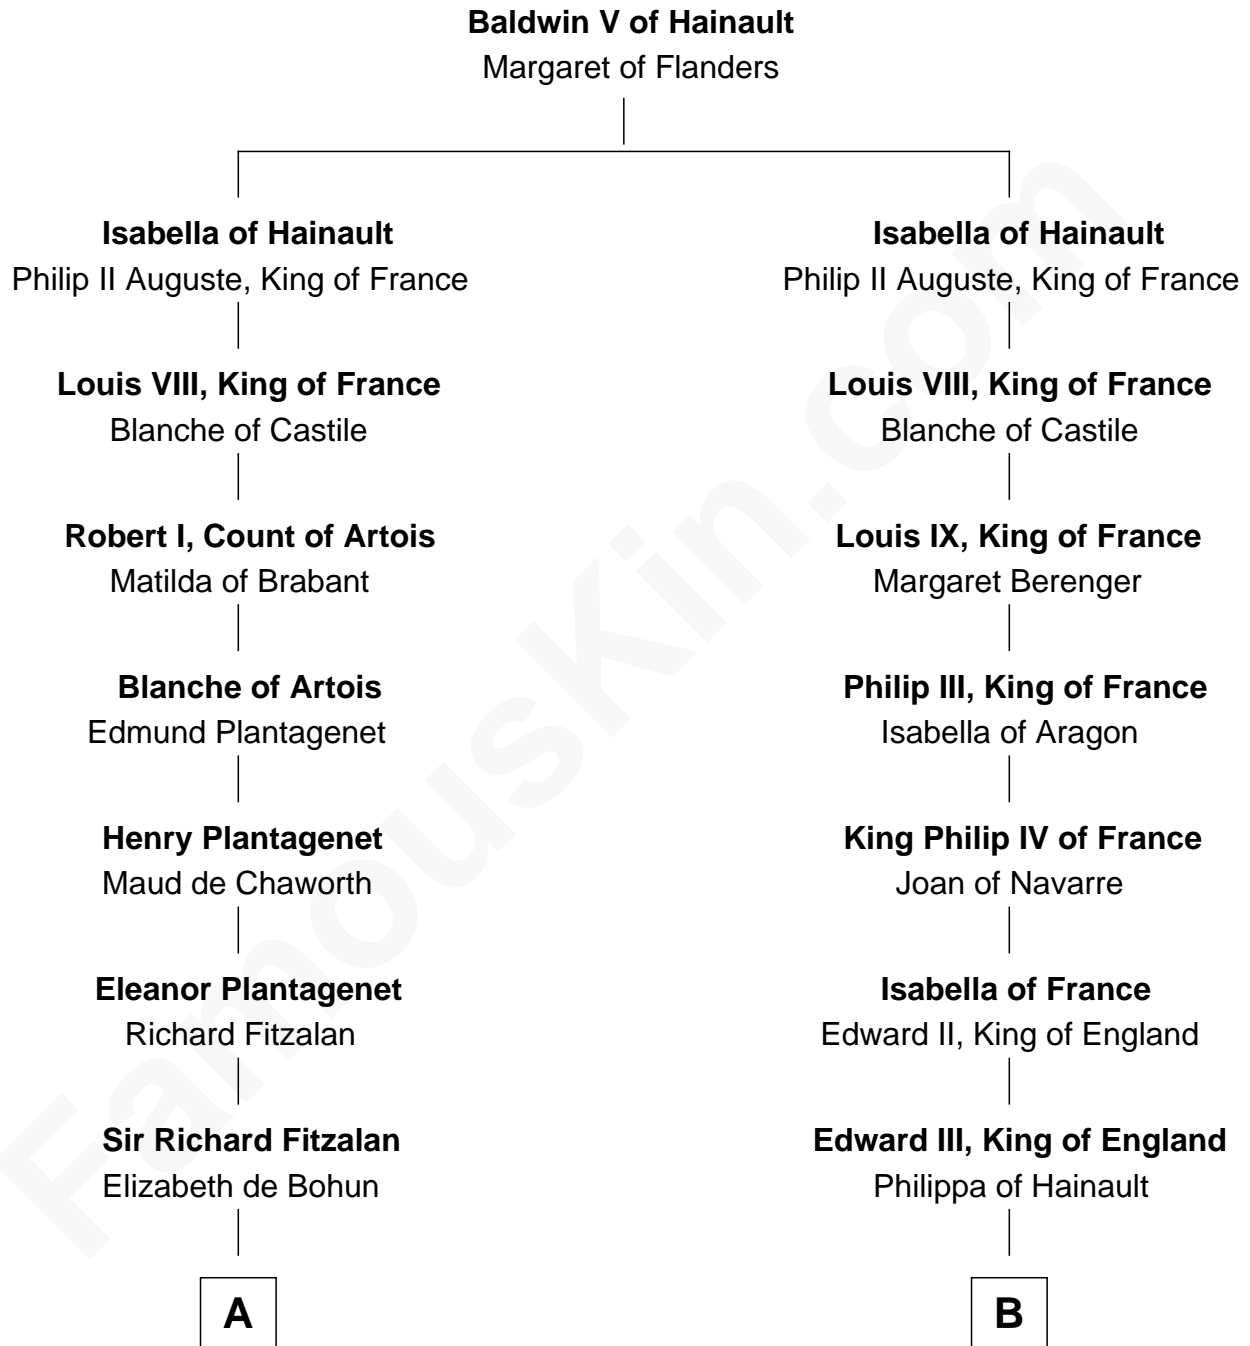 Baldwin V of Hainault
Margaret of Flanders
Isabella of Hainault
Philip II Auguste, King of France
Louis VIII, King of France
Blanche of Castile
Robert I, Count of Artois
Matilda of Brabant
Blanche of Artois
Edmund Plantagenet
Henry Plantagenet
Maud de Chaworth
Eleanor Plantagenet
Richard Fitzalan
Sir Richard Fitzalan
Elizabeth de Bohun
A
Isabella of Hainault
Philip II Auguste, King of France
Louis VIII, King of France
Blanche of Castile
Louis IX, King of France
Margaret Berenger
Philip III, King of France
Isabella of Aragon
King Philip IV of France
Joan of Navarre
Isabella of France
Edward II, King of England
Edward III, King of England
Philippa of Hainault
B
FamousKin.com